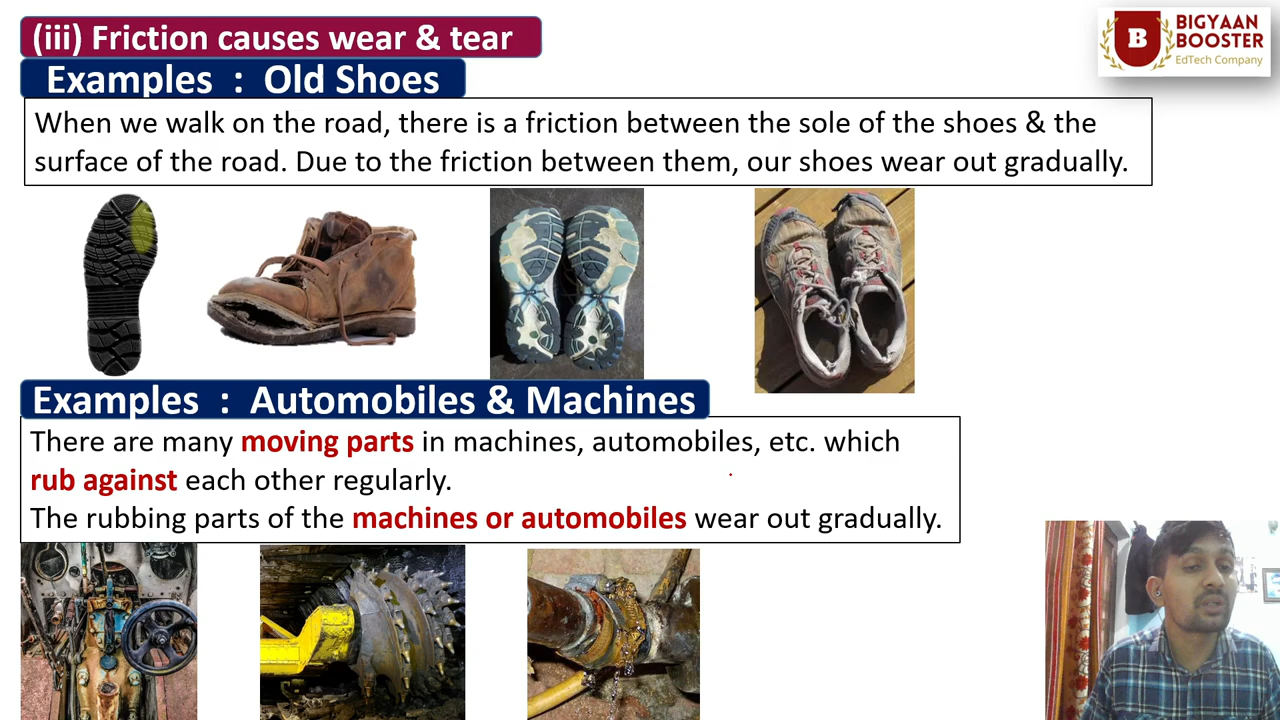 (iii) Friction causes wear & tear
B
BIGYAAN
BOOSTER
EdTech Company
Examples : Old Shoes
When we walk on the road, there is a friction between the sole of the shoes & the
surface of the road. Due to the friction between them, our shoes wear out gradually.
Examples : Automobiles & Machines
There are many moving parts in machines, automobiles, etc. which
rub against each other regularly.
The rubbing parts of the machines or automobiles wear out gradually.